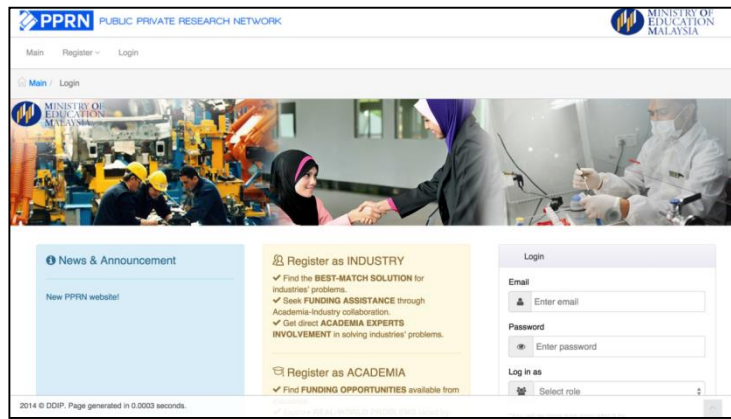 PPRN PUBLIC PRIVATE RESEARCH NETWORK
MINISTRY OF
EDUCATION
MALAYSIA
Main Register Login
Main / Login
MINISTRY OF
EDUCATION
MALAYSIA
News & Announcement
New PPRN website!
Register as INDUSTRY
✔ Find the BEST-MATCH SOLUTION for
industries' problems.
✔ Seek FUNDING ASSISTANCE through
Academia-Industry collaboration.
✔ Get direct ACADEMIA EXPERTS
INVOLVEMENT in solving industries' problems.
Register as ACADEMIA
✔ Find FUNDING OPPORTUNITIES available from
Login
Email
Enter email
Password
Enter password
Log in as
Select role
2014 © DDIP. Page generated in 0.0003 seconds.